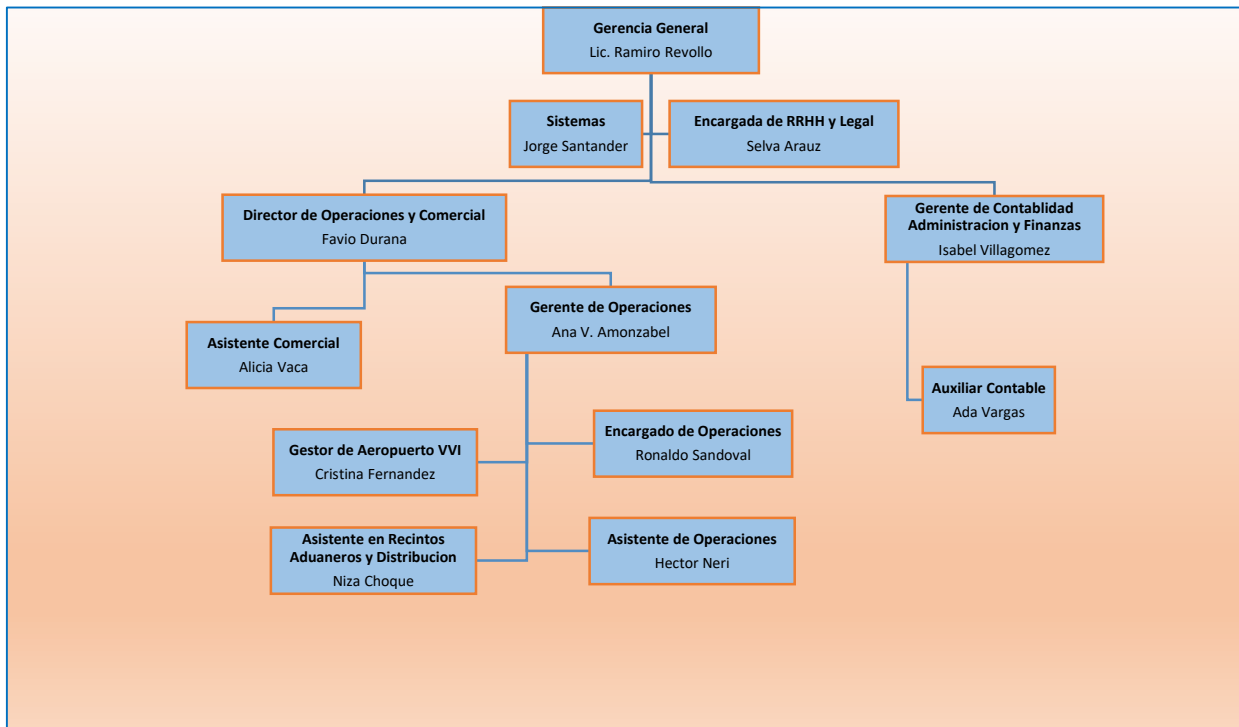 Gerencia General
Lic. Ramiro Revollo
Sistemas
Jorge Santander
Encargada de RRHH y Legal
Selva Arauz
Director de Operaciones y Comercial
Favio Durana
Gerente de Contablidad
Administracion y Finanzas
Isabel Villagomez
Gerente de Operaciones
Ana V. Amonzabel
Asistente Comercial
Alicia Vaca
Auxiliar Contable
Ada Vargas
Encargado de Operaciones
Ronaldo Sandoval
Gestor de Aeropuerto VVI
Cristina Fernandez
Asistente en Recintos
Aduaneros y Distribucion
Niza Choque
Asistente de Operaciones
Hector Neri